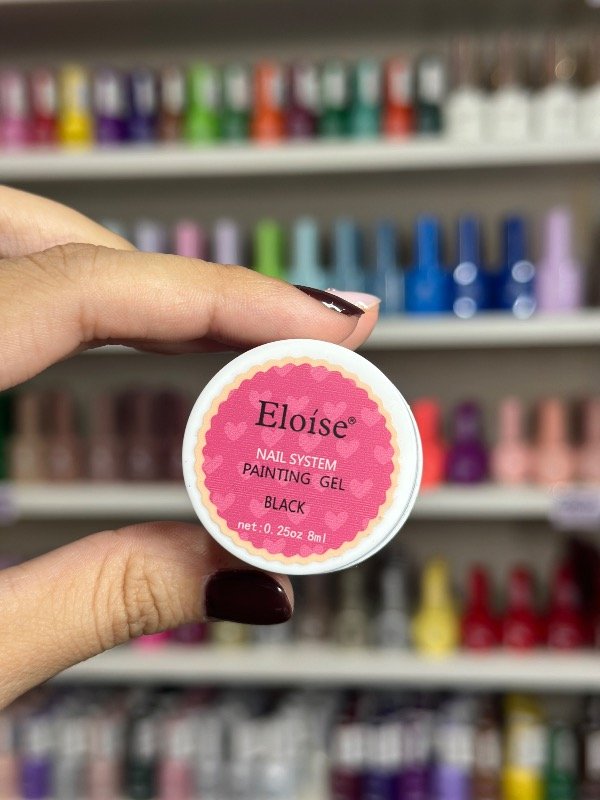 Eloíse®
NAIL SYSTEM
PAINTING GEL
BLACK
net:0.25oz 8ml